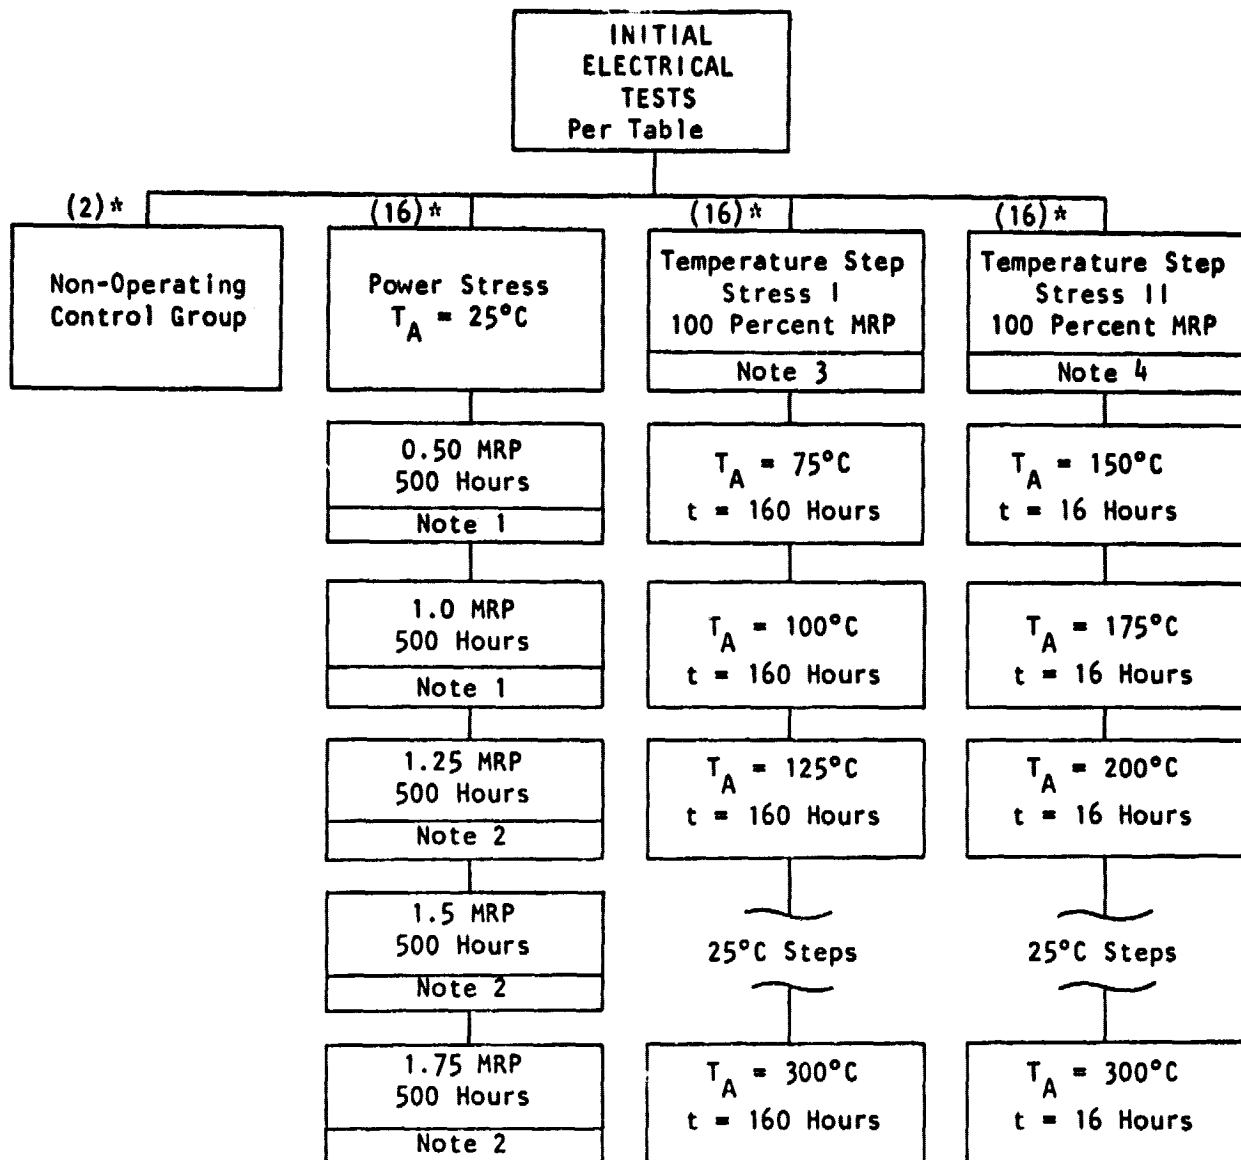 INITIAL
ELECTRICAL
TESTS
Per Table
(2)*
Non-Operating
Control Group
(16)*
Power Stress
T_A = 25°C
0.50 MRP
500 Hours
Note 1
1.0 MRP
500 Hours
Note 1
1.25 MRP
500 Hours
Note 2
1.5 MRP
500 Hours
Note 2
1.75 MRP
500 Hours
Note 2
(16)*
Temperature Step
Stress I
100 Percent MRP
Note 3
T_A = 75°C
t = 160 Hours
T_A = 100°C
t = 160 Hours
T_A = 125°C
t = 160 Hours
25°C Steps
T_A = 300°C
t = 160 Hours
(16)*
Temperature Step
Stress II
100 Percent MRP
Note 4
T_A = 150°C
t = 16 Hours
T_A = 175°C
t = 16 Hours
T_A = 200°C
t = 16 Hours
25°C Steps
T_A = 300°C
t = 16 Hours